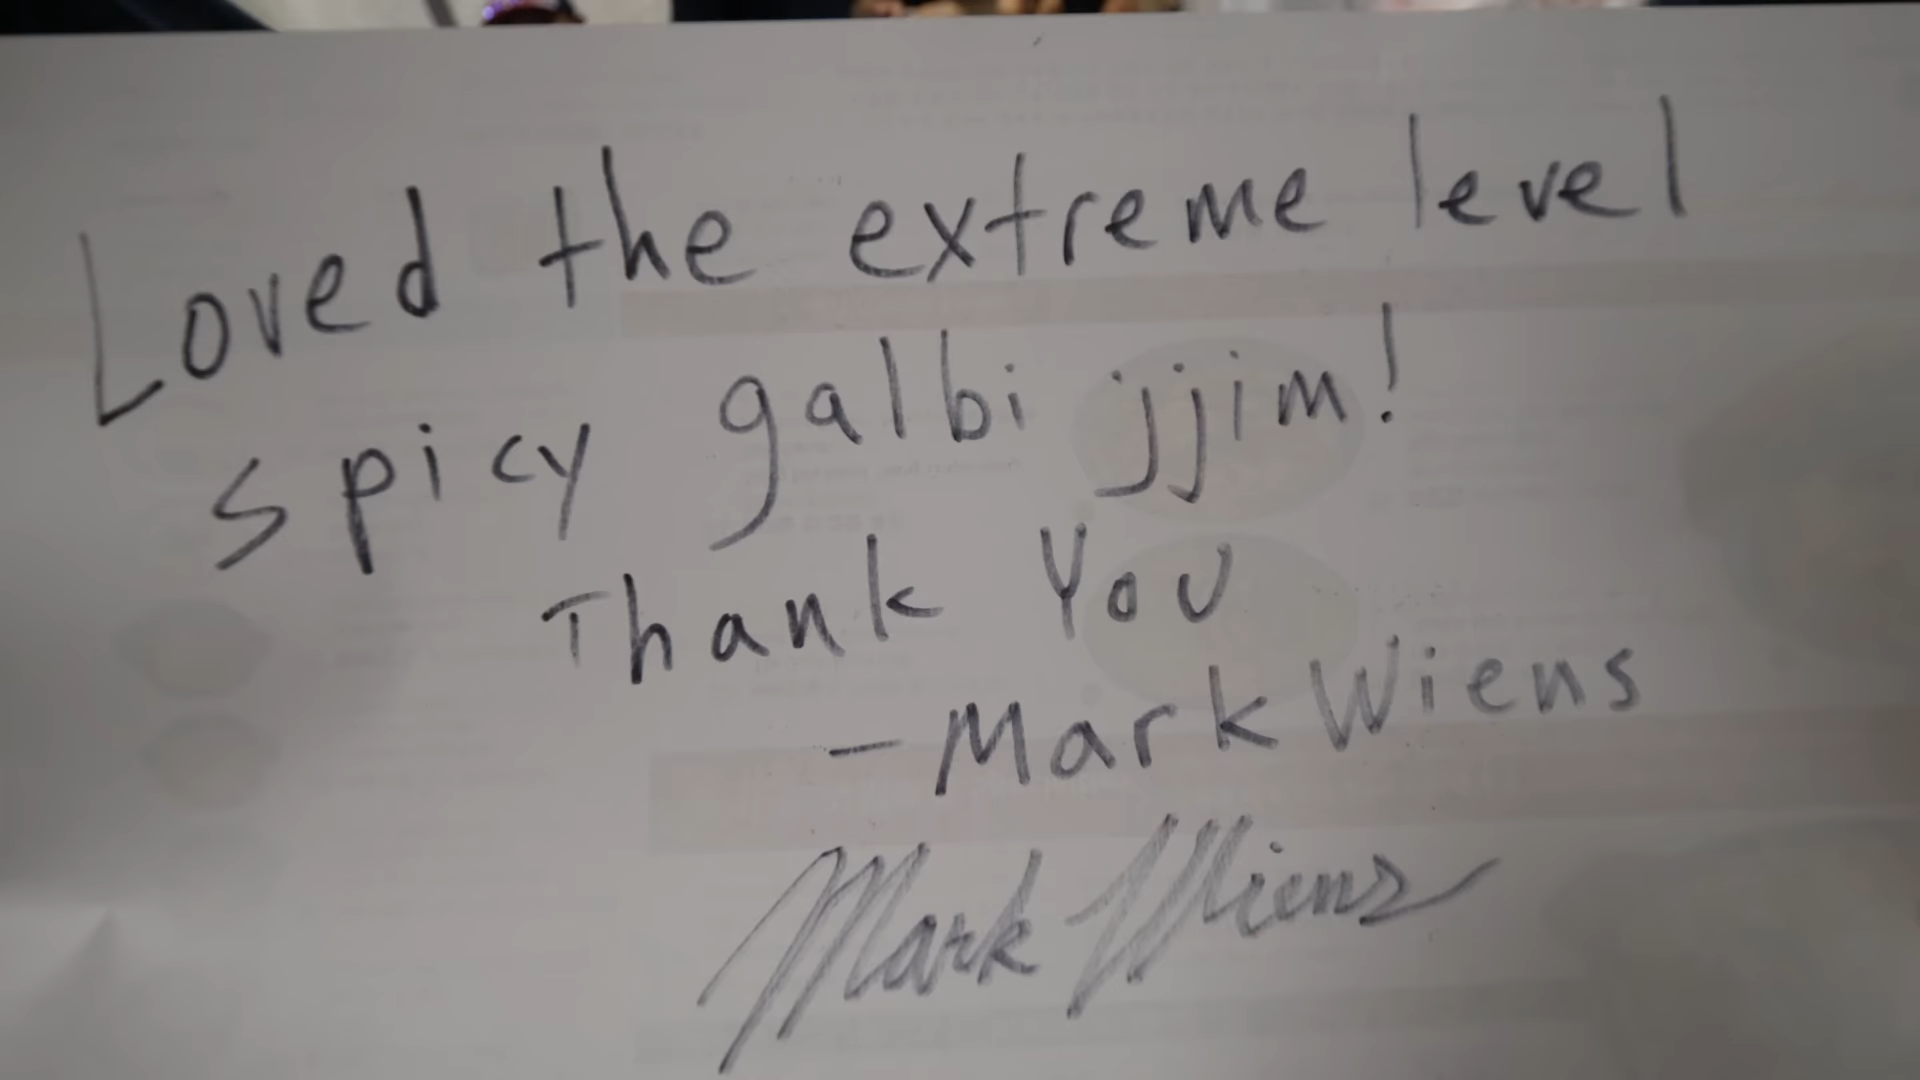 Loved the extreme level
spicy galbi jjim!
Thank You
- Mark Wiens
Mark Wiens